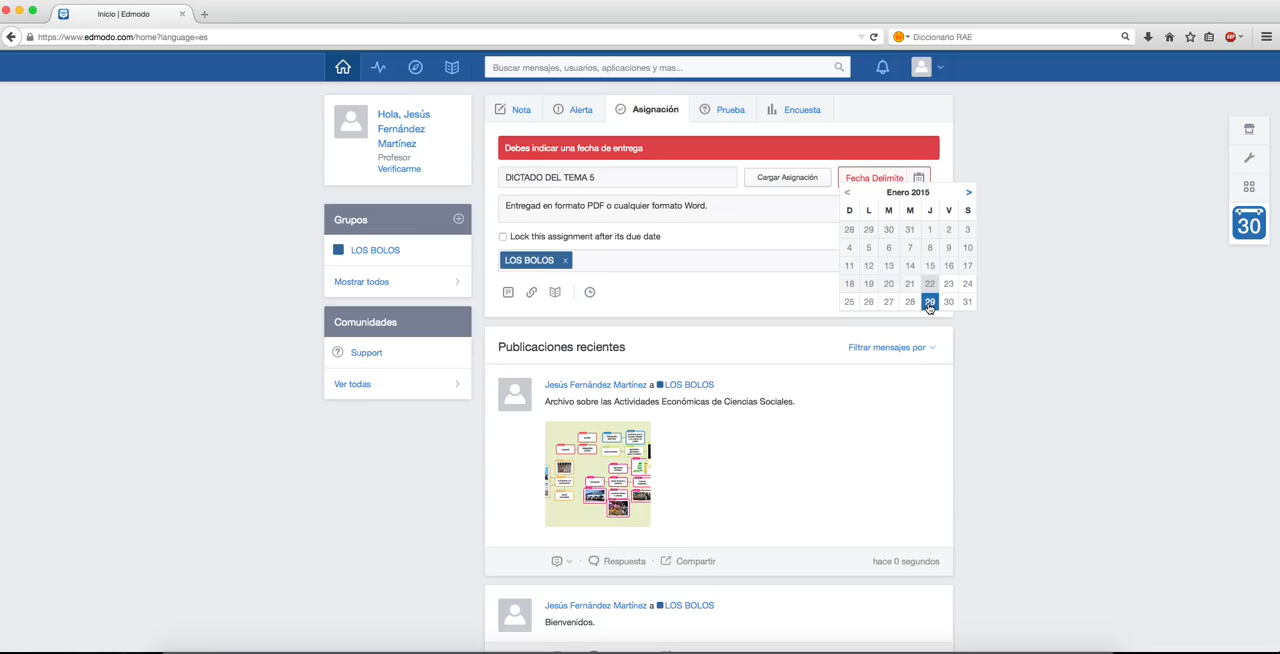 Inicio | Edmodo
https://www.edmodo.com/home?language=es
Diccionario RAE
ABP
Buscar mensajes, usuarios, aplicaciones y mas...
Hola, Jesús
Fernández
Martínez
Profesor
Verificarme
Grupos
LOS BOLOS
Mostrar todos
Comunidades
Support
Ver todas
Nota
Alerta
Asignación
Prueba
Encuesta
Debes indicar una fecha de entrega
DICTADO DEL TEMA 5
Cargar Asignación
Fecha Delimite
Entregad en formato PDF o cualquier formato Word.
Lock this assignment after its due date
LOS BOLOS ×
< Enero 2015 >
D L M M J V S
28 29 30 31 1 2 3
4 5 6 7 8 9 10
11 12 13 14 15 16 17
18 19 20 21 22 23 24
25 26 27 28 29 30 31
30
Publicaciones recientes
Filtrar mensajes por
Jesús Fernández Martínez a LOS BOLOS
Archivo sobre las Actividades Económicas de Ciencias Sociales.
Respuesta
Compartir
hace 0 segundos
Jesús Fernández Martínez a LOS BOLOS
Bienvenidos.